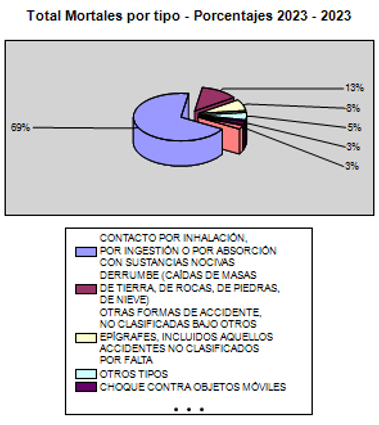 Total Mortales por tipo - Porcentajes 2023 - 2023
13%
8%
69%
5%
3%
3%
CONTACTO POR INHALACIÓN,
POR INGESTIÓN O POR ABSORCIÓN
CON SUSTANCIAS NOCIVAS
DERRUMBE (CAÍDAS DE MASAS
DE TIERRA, DE ROCAS, DE PIEDRAS,
DE NIEVE)
OTRAS FORMAS DE ACCIDENTE,
NO CLASIFICADAS BAJO OTROS
EPÍGRAFES, INCLUIDOS AQUELLOS
ACCIDENTES NO CLASIFICADOS
POR FALTA
OTROS TIPOS
CHOQUE CONTRA OBJETOS MÓVILES
• • •